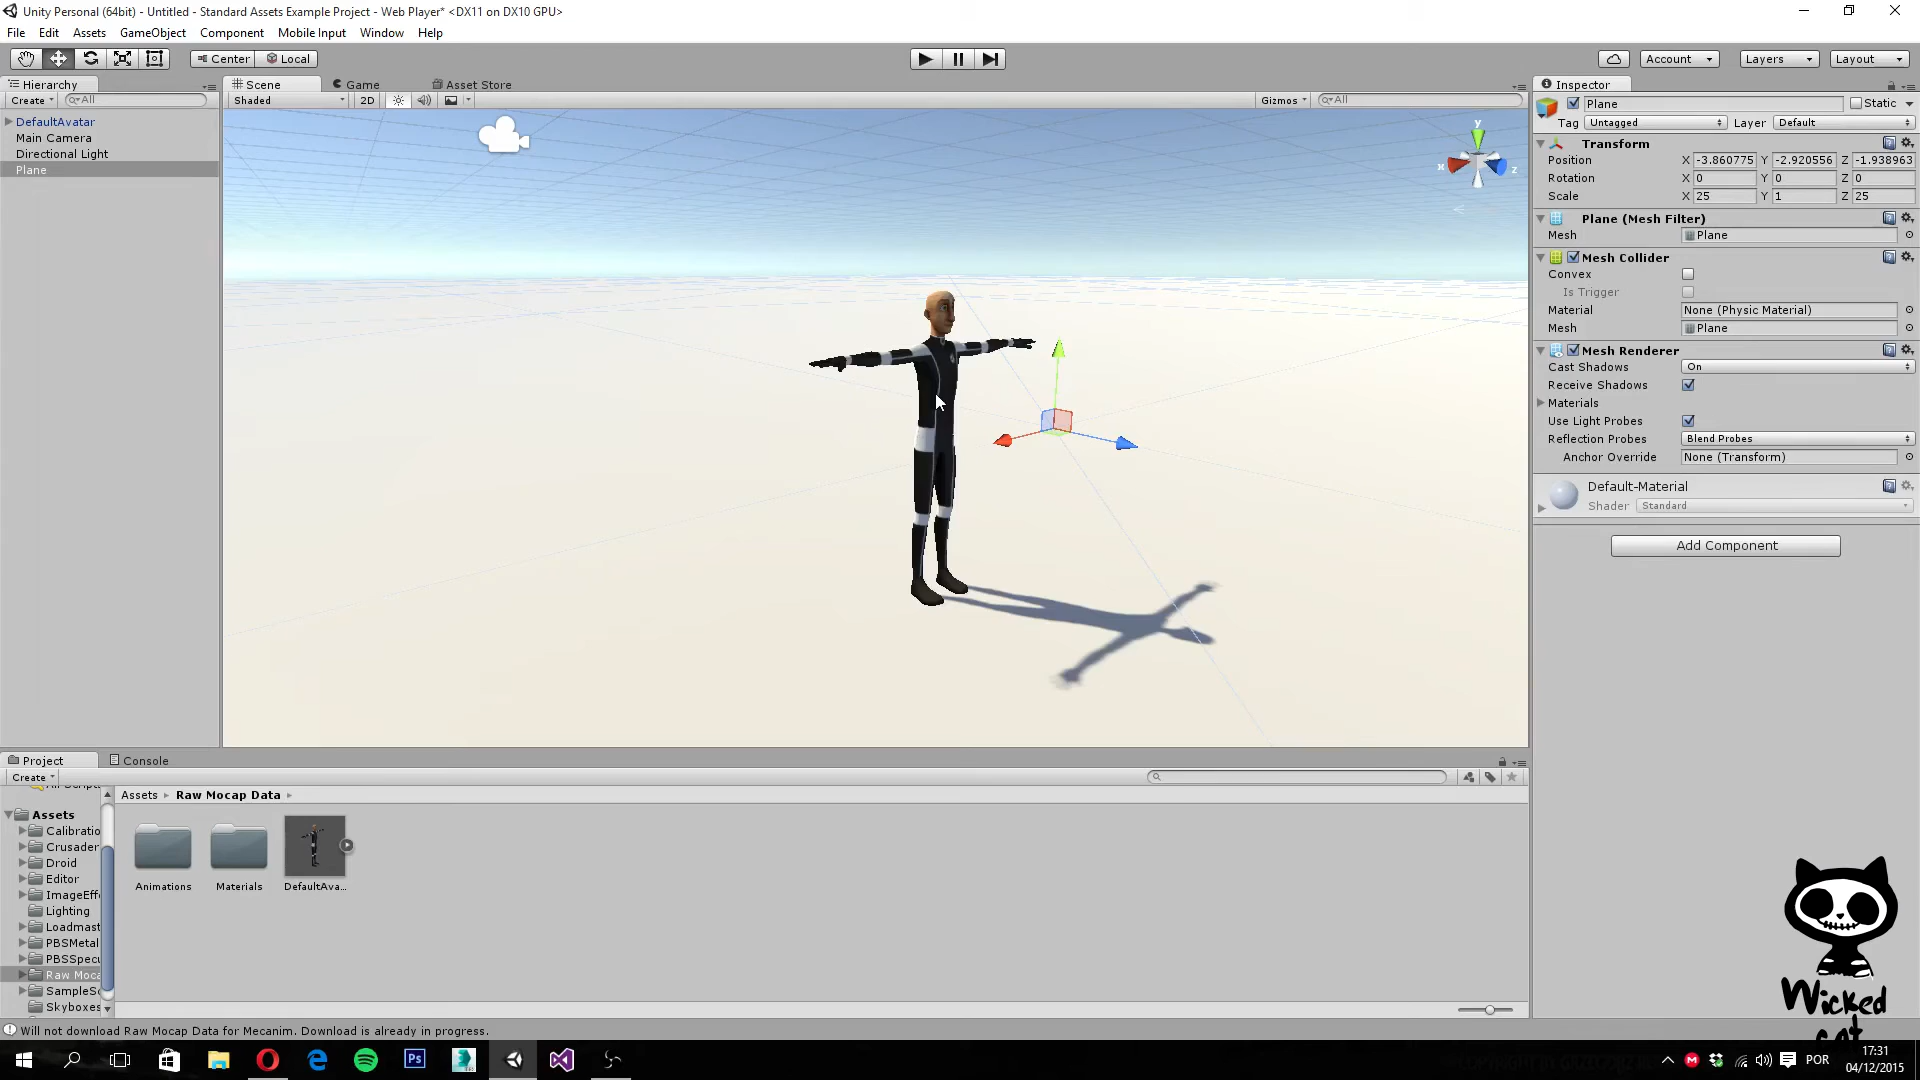 Unity Personal (64bit) - Untitled - Standard Assets Example Project - Web Player* <DX11 on DX10 GPU>
File Edit Assets GameObject Component Mobile Input Window Help
Center Local Account Layers Layout
Hierarchy Scene Game Asset Store Inspector
Create All Shaded 2D Gizmos All Plane Static
Tag Untagged Layer Default
DefaultAvatar
Main Camera
Directional Light
Plane
y
x z
Transform
Position X -3.860775 Y -2.920556 Z -1.938963
Rotation X 0 Y 0 Z 0
Scale X 25 Y 1 Z 25
Plane (Mesh Filter)
Mesh Plane
Mesh Collider
Convex
Is Trigger
Material None (Physic Material)
Mesh Plane
Mesh Renderer
Cast Shadows On
Receive Shadows
Materials
Use Light Probes
Reflection Probes Blend Probes
Anchor Override None (Transform)
Default-Material
Shader Standard
Add Component
Project Console
Create
Assets Raw Mocap Data
Assets
Calibratio
Crusader
Droid
Editor
ImageEffe
Lighting
Loadmast
PBSMetal
PBSSpecu
Raw Moca
SampleSc
Skyboxes
Animations Materials DefaultAva...
Will not download Raw Mocap Data for Mecanim. Download is already in progress.
Wicked
cat
Ps
POR
17:31
04/12/2015